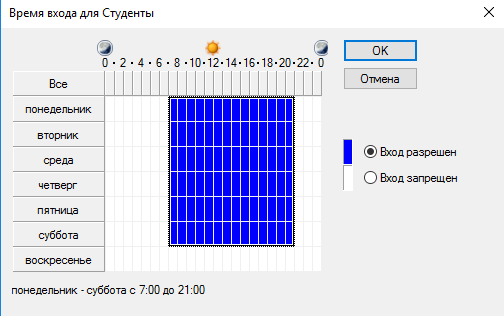 Время входа для Студенты
OK
Отмена
0 · 2 · 4 · 6 · 8 · 10 · 12 · 14 · 16 · 18 · 20 · 22 · 0
Все
понедельник
вторник
среда
четверг
пятница
суббота
воскресенье
Вход разрешен
Вход запрещен
понедельник - суббота с 7:00 до 21:00